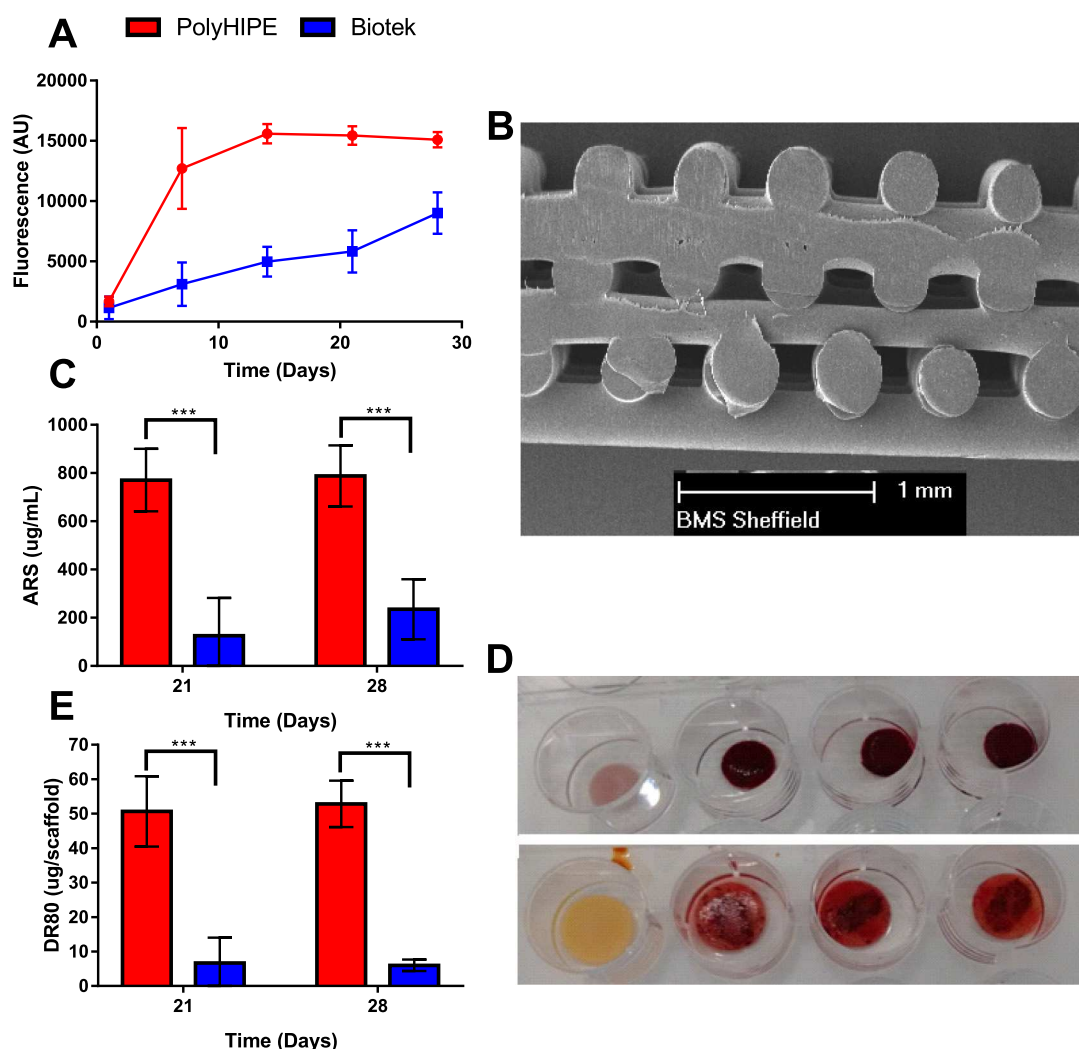 A
PolyHIPE
Biotek
20000
15000
10000
5000
0
Fluorescence (AU)
0
10
20
30
Time (Days)
B
1 mm
BMS Sheffield
C
***
***
1000
800
600
400
200
0
ARS (ug/mL)
21
28
Time (Days)
D
E
***
***
70
60
50
40
30
20
10
0
DR80 (ug/scaffold)
21
28
Time (Days)